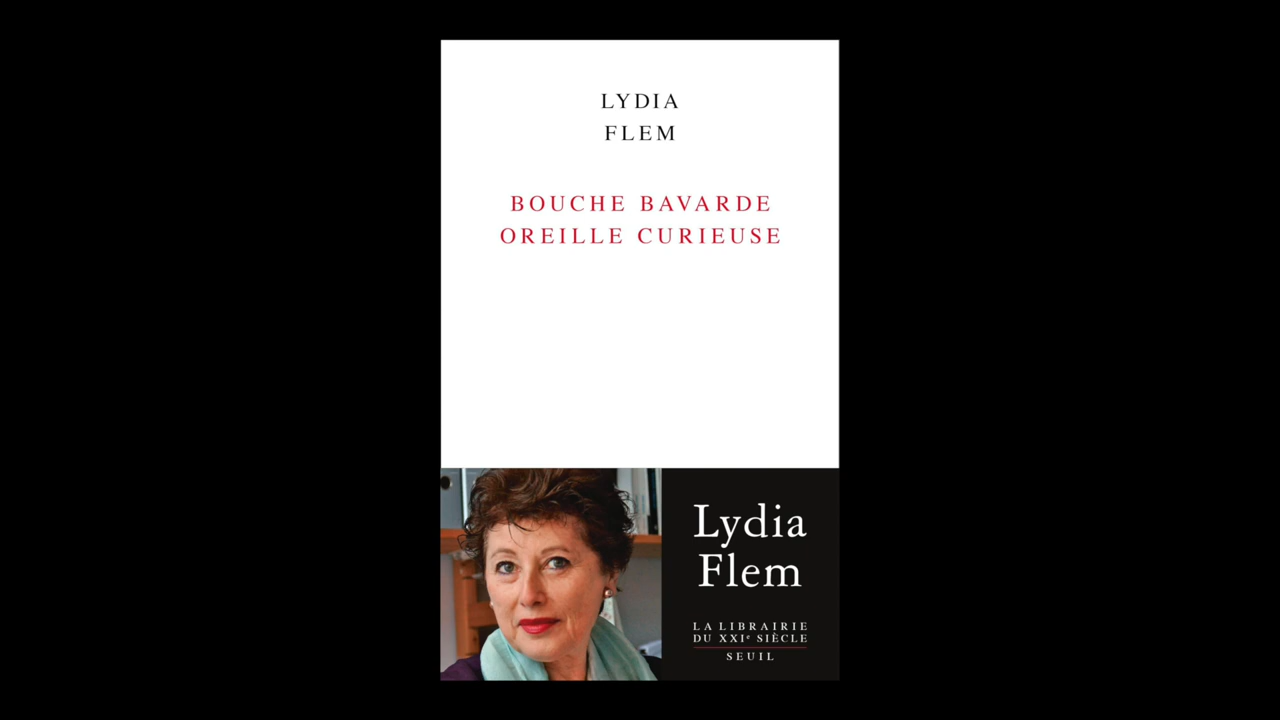 LYDIA
FLEM
BOUCHE BAVARDE
OREILLE CURIEUSE
Lydia
Flem
LA LIBRAIRIE
DU XXIe SIÈCLE
SEUIL